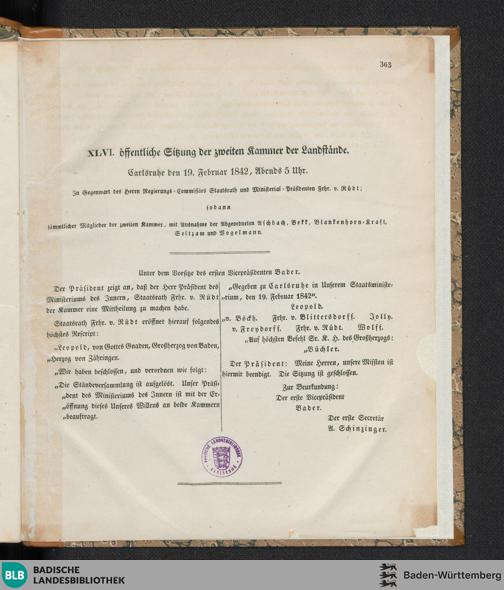 363
XLVI. öffentliche Sitzung der zweiten Kammer der Landstände.
Carlsruhe den 19. Februar 1842, Abends 5 Uhr.
In Gegenwart des Herrn Regierungs-Commissärs Staatsrath und Ministerial-Präsidenten Frhr. v. Rüdt;
sodann
sämmtlicher Mitglieder der zweiten Kammer, mit Ausnahme der Abgeordneten Aschbach, Bekk, Blankenhorn-Kraft,
Seltzam und Vogelmann.
Unter dem Vorsitze des ersten Vicepräsidenten Bader.
Der Präsident zeigt an, daß der Herr Präsident des
Ministeriums des Innern, Staatsrath Frhr. v. Rüdt
der Kammer eine Mittheilung zu machen habe.
Staatsrath Frhr. v. Rüdt eröffnet hierauf folgendes
höchstes Rescript:
„Leopold, von Gottes Gnaden, Großherzog von Baden,
„Herzog von Zähringen.
„Wir haben beschlossen, und verordnen wie folgt:
„Die Ständeversammlung ist aufgelöst. Unser Präsi-
„dent des Ministeriums des Innern ist mit der Er-
„öffnung dieses Unseres Willens an beide Kammern
„beauftragt.
„Gegeben zu Carlsruhe in Unserem Staatsministe-
„rium, den 19. Februar 1842“.
Leopold.
„v. Böckh. Frhr. v. Blittersdorff. Jolly.
v. Freydorff. Frhr. v. Rüdt. Wolff.
„Auf höchsten Befehl Sr. K. H. des Großherzogs:
„Büchler.
Der Präsident: Meine Herren, unsere Mission ist
hiermit beendigt. Die Sitzung ist geschlossen.
Zur Beurkundung:
Der erste Vicepräsident
Bader.
Der erste Secretär
A. Schinzinger.
BADISCHE LANDESBIBLIOTHEK
KARLSRUHE
BLB
BADISCHE
LANDESBIBLIOTHEK
Baden-Württemberg